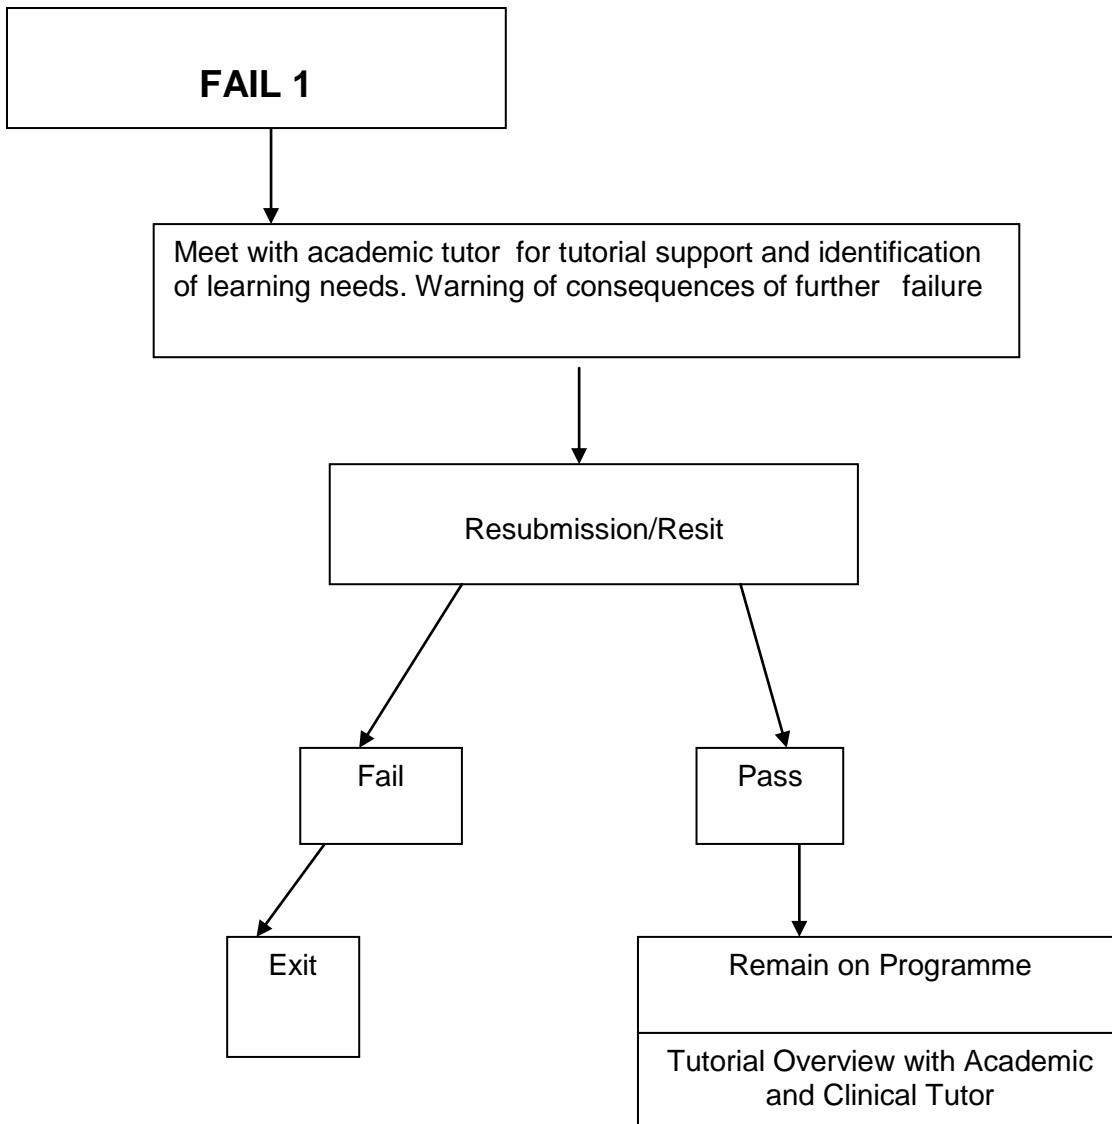 FAIL 1
Meet with academic tutor for tutorial support and identification
of learning needs. Warning of consequences of further failure
Resubmission/Resit
Fail
Pass
Exit
Remain on Programme
Tutorial Overview with Academic
and Clinical Tutor